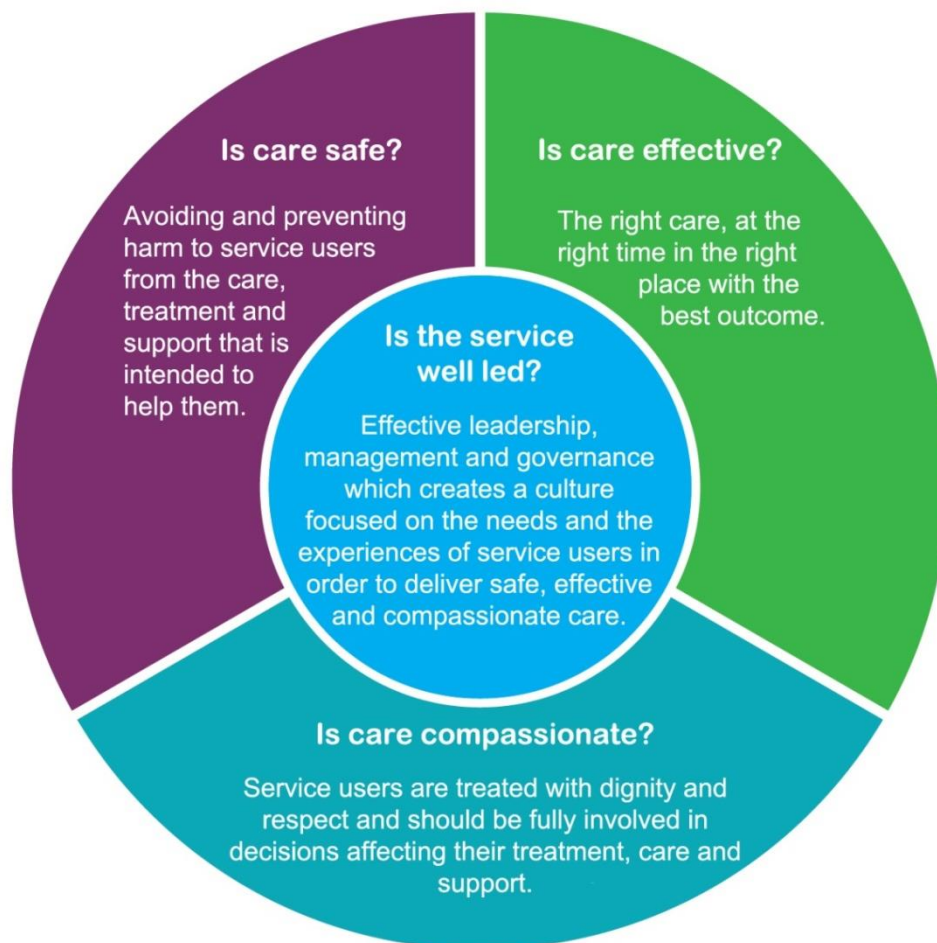 Is care safe?
Avoiding and preventing
harm to service users
from the care,
treatment and
support that is
intended to
help them.
Is care effective?
The right care, at the
right time in the right
place with the
best outcome.
Is the service
well led?
Effective leadership,
management and governance
which creates a culture
focused on the needs and the
experiences of service users in
order to deliver safe, effective
and compassionate care.
Is care compassionate?
Service users are treated with dignity and
respect and should be fully involved in
decisions affecting their treatment, care and
support.